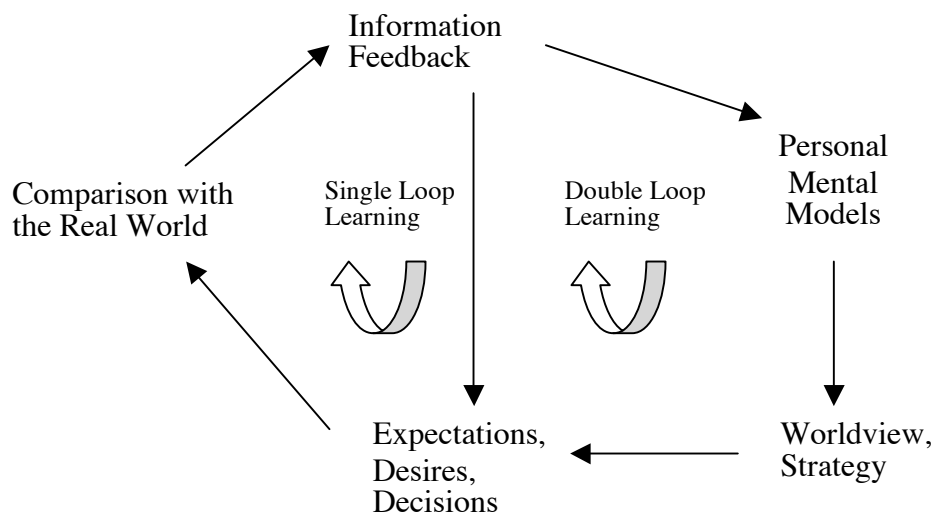 Information
Feedback
Personal
Mental
Models
Comparison with
the Real World
Single Loop
Learning
Double Loop
Learning
Expectations,
Desires,
Decisions
Worldview,
Strategy